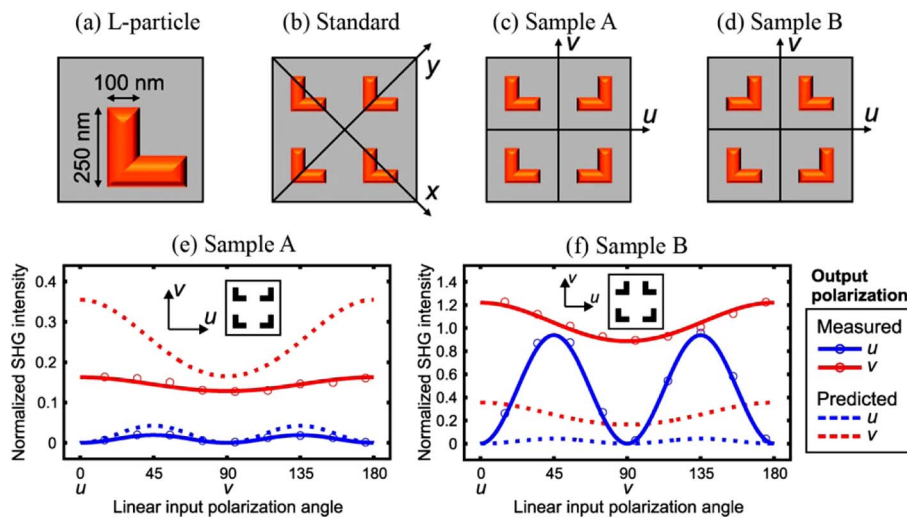 (a) L-particle
(b) Standard
(c) Sample A
(d) Sample B
100 nm
250 nm
y
x
v
u
v
u
(e) Sample A
(f) Sample B
Normalized SHG intensity
0.4
0.3
0.2
0.1
0
v
u
0 45 90 135 180
u v
Linear input polarization angle
Normalized SHG intensity
1.4
1.2
1.0
0.8
0.6
0.4
0.2
0
v
u
0 45 90 135 180
u v
Linear input polarization angle
Output
polarization
Measured
u
v
Predicted
u
v